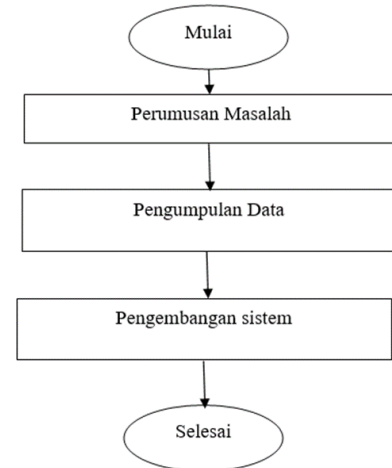 Mulai
Perumusan Masalah
Pengumpulan Data
Pengembangan sistem
Selesai